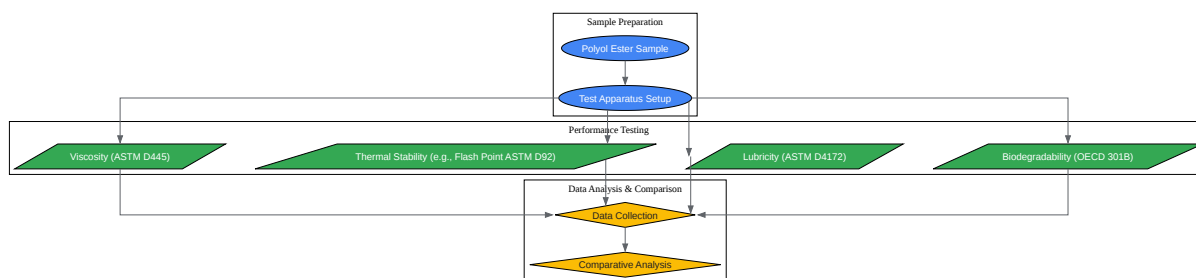 Sample Preparation
Polyol Ester Sample
Test Apparatus Setup
Performance Testing
Viscosity (ASTM D445)
Thermal Stability (e.g., Flash Point ASTM D92)
Lubricity (ASTM D4172)
Biodegradability (OECD 301B)
Data Analysis & Comparison
Data Collection
Comparative Analysis